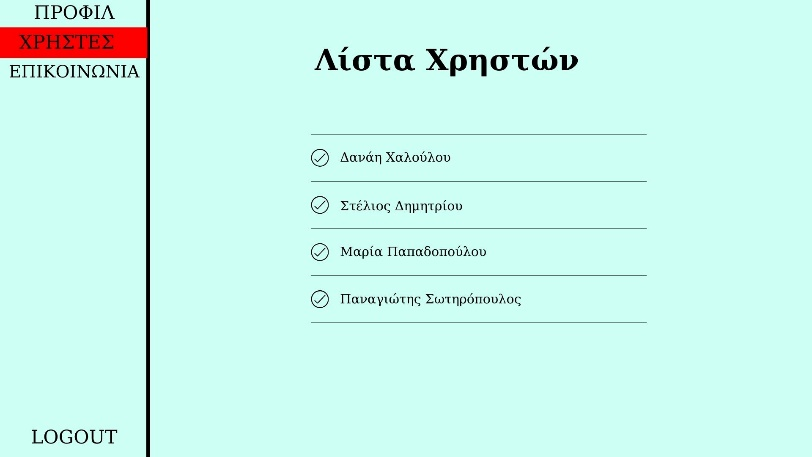 ΠΡΟΦΙΛ
ΧΡΗΣΤΕΣ
ΕΠΙΚΟΙΝΩΝΙΑ
Λίστα Χρηστών
Δανάη Χαλούλου
Στέλιος Δημητρίου
Μαρία Παπαδοπούλου
Παναγιώτης Σωτηρόπουλος
LOGOUT